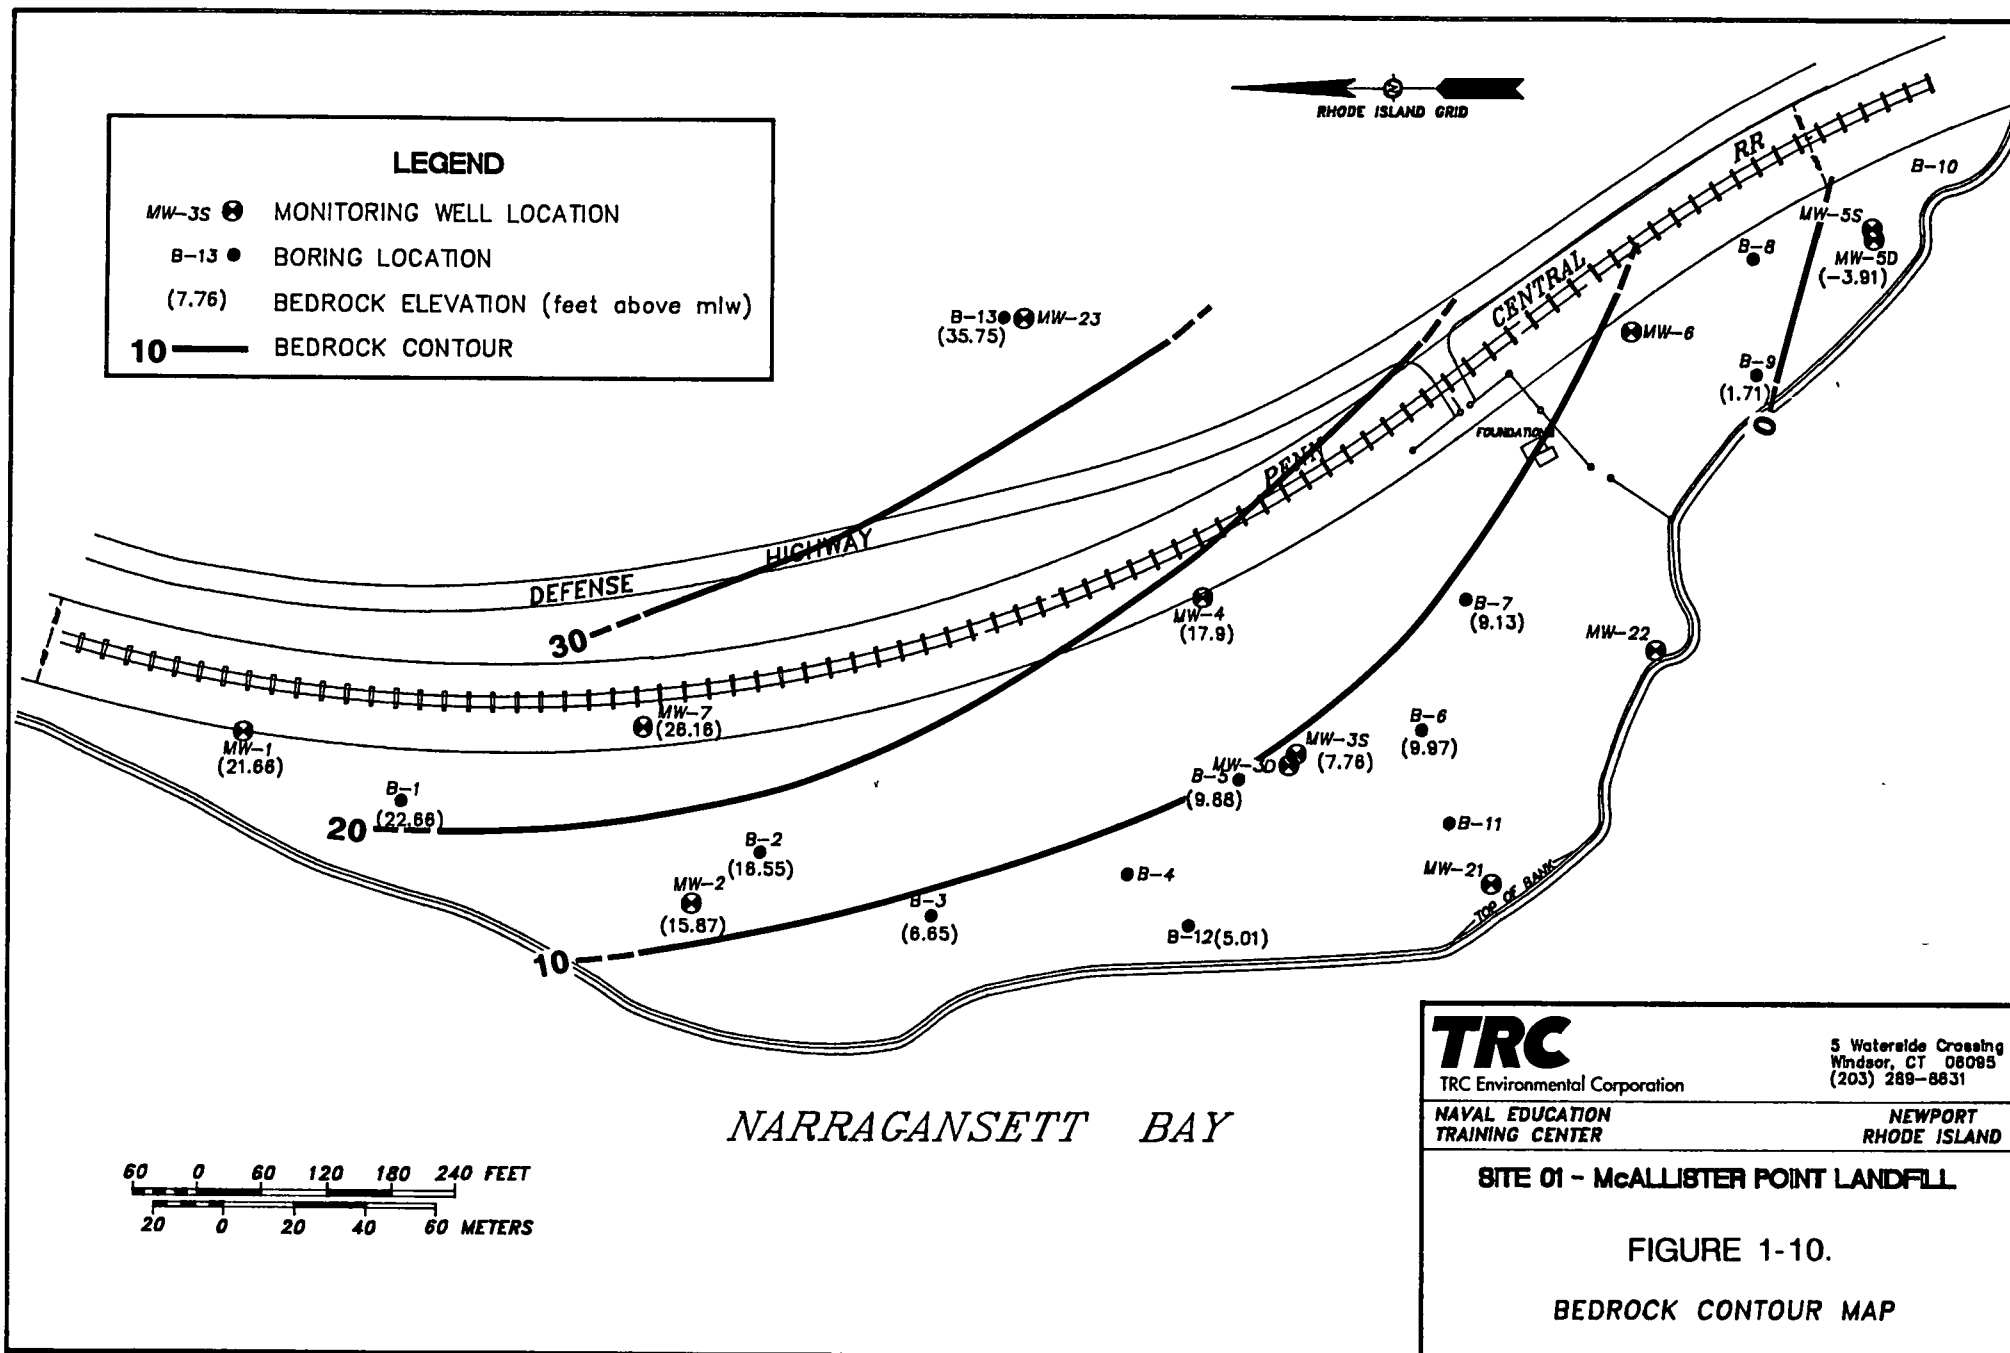 RHODE ISLAND GRID
LEGEND
MW-3S MONITORING WELL LOCATION
B-13 BORING LOCATION
(7.76) BEDROCK ELEVATION (feet above mlw)
10 BEDROCK CONTOUR
B-13 MW-23
(35.75)
PENN CENTRAL RR
DEFENSE HIGHWAY
B-10
MW-5S
MW-5D
(-3.91)
B-8
MW-6
B-9
(1.71)
0
FOUNDATION
30
MW-4
(17.9)
B-7
(9.13)
MW-22
MW-1
(21.66)
MW-7
(28.16)
B-6
(9.97)
MW-3S
(7.76)
MW-3D
B-5
(9.88)
B-1
(22.66)
20
B-2
(18.55)
MW-2
(15.87)
B-3
(6.65)
B-4
B-11
MW-21
TOP OF BANK
B-12(5.01)
10
NARRAGANSETT BAY
60 0 60 120 180 240 FEET
20 0 20 40 60 METERS
TRC
TRC Environmental Corporation
5 Waterside Crossing
Windsor, CT 06095
(203) 289-8631
NAVAL EDUCATION
TRAINING CENTER
NEWPORT
RHODE ISLAND
SITE 01 - McALLISTER POINT LANDFILL
FIGURE 1-10.
BEDROCK CONTOUR MAP